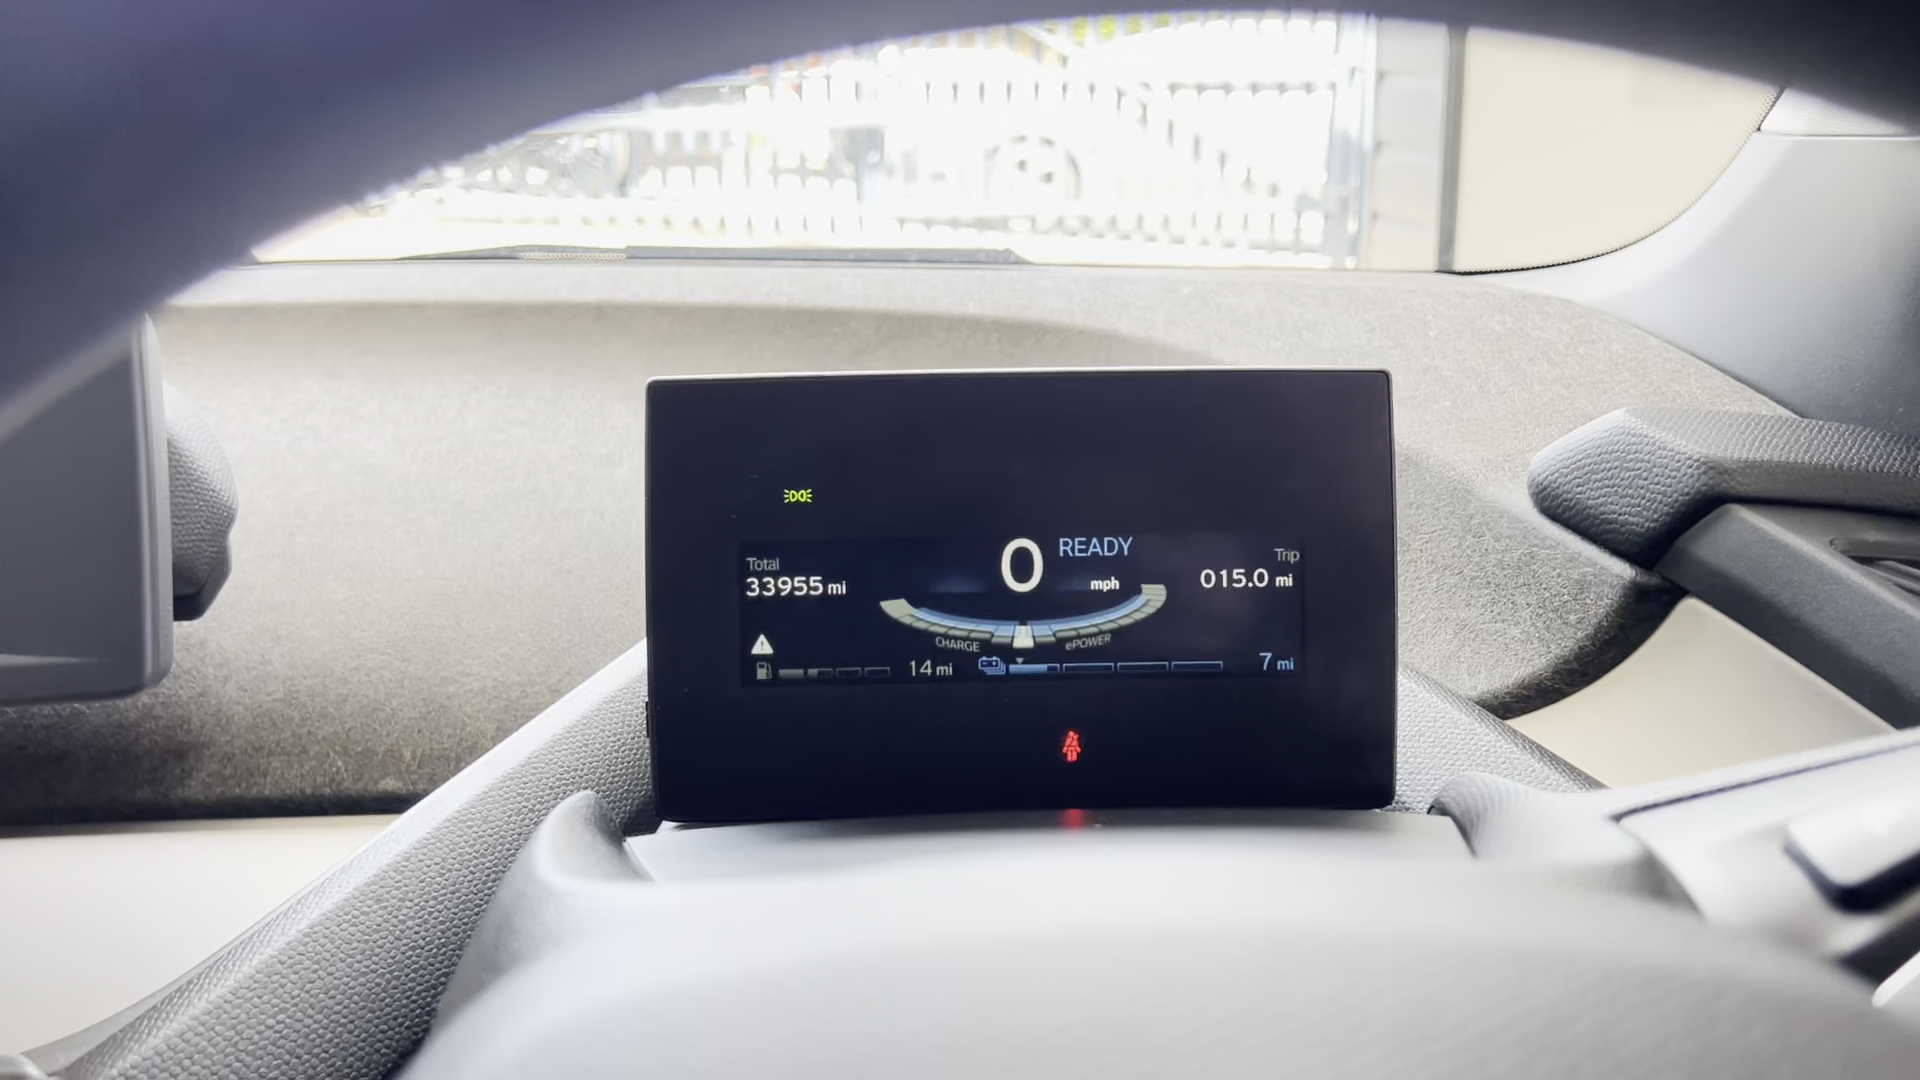 0 READY
mph
Total
33955 mi
Trip
015.0 mi
CHARGE
ePOWER
14 mi
7 mi